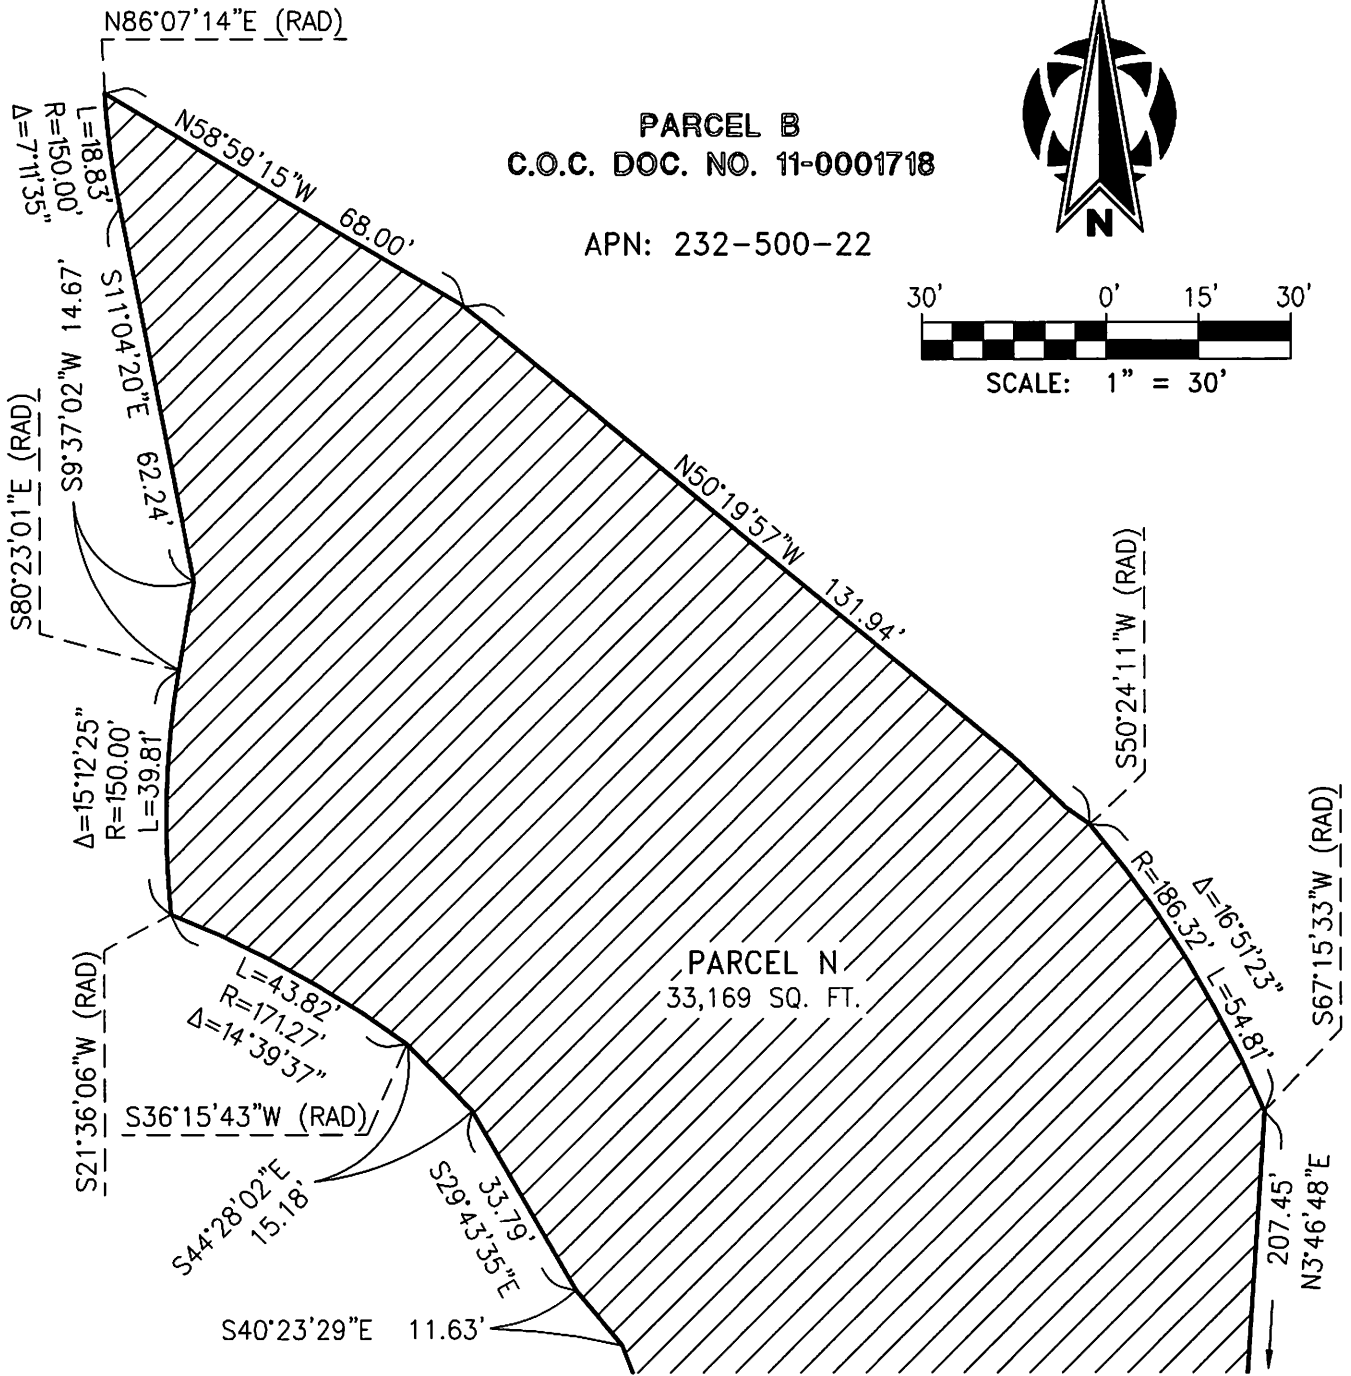 N86°07'14"E (RAD)
PARCEL B
C.O.C. DOC. NO. 11-0001718
APN: 232-500-22
N
30' 0' 15' 30'
SCALE: 1" = 30'
L=18.83'
R=150.00'
Δ=7°11'35"
N58°59'15"W 68.00'
S11°04'20"E 62.24'
S9°37'02"W 14.67'
S80°23'01"E (RAD)
N50°19'57"W 131.94'
S50°24'11"W (RAD)
Δ=15°12'25"
R=150.00'
L=39.81'
Δ=16°51'23"
R=186.32' L=54.81'
S67°15'33"W (RAD)
PARCEL N
33,169 SQ. FT.
L=43.82'
R=171.27'
Δ=14°39'37"
S21°36'06"W (RAD)
S36°15'43"W (RAD)
S44°28'02"E
15.18'
33.79'
S29°43'35"E
207.45'
N3°46'48"E
S40°23'29"E 11.63'